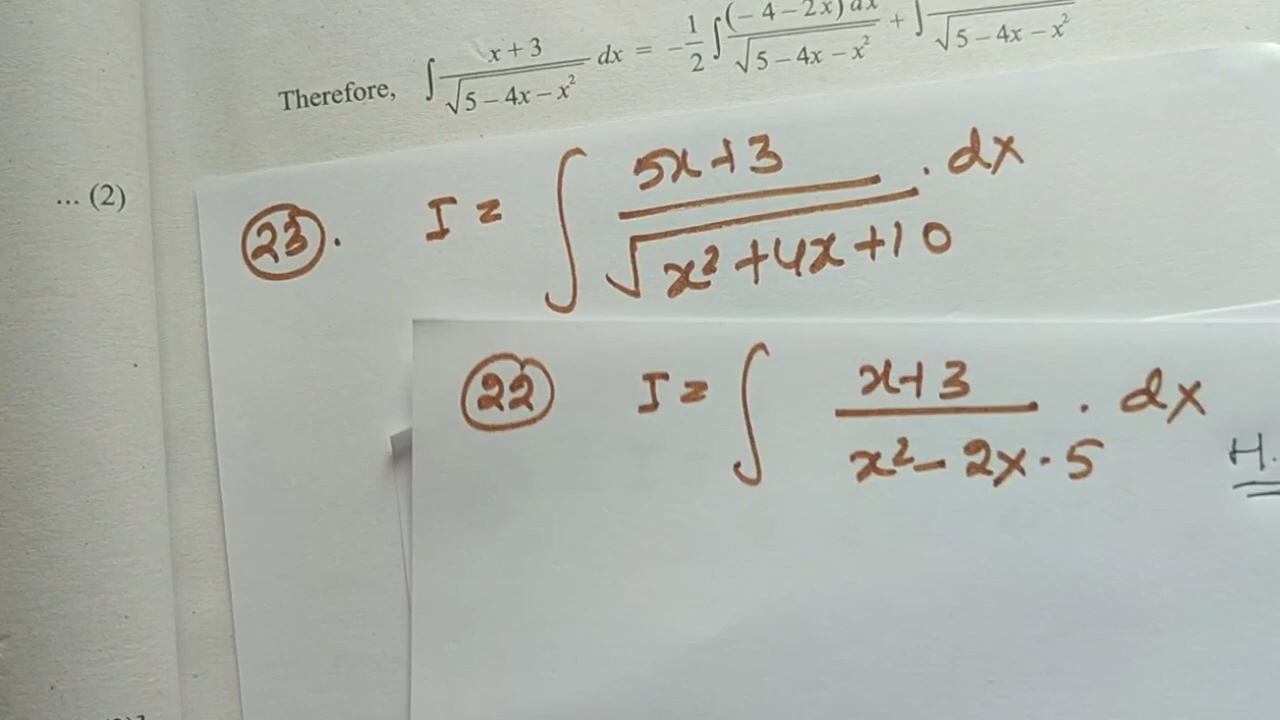 Therefore, ∫ x + 3 / √5 – 4x – x² dx = – 1/2 ∫ (– 4 – 2x) dx / √5 – 4x – x² + ∫ / √5 – 4x – x²
... (2)
23. I = ∫ 5x+3 / √x²+4x+10 . dx
22 I = ∫ x+3 / x² – 2x - 5 . dx
H.